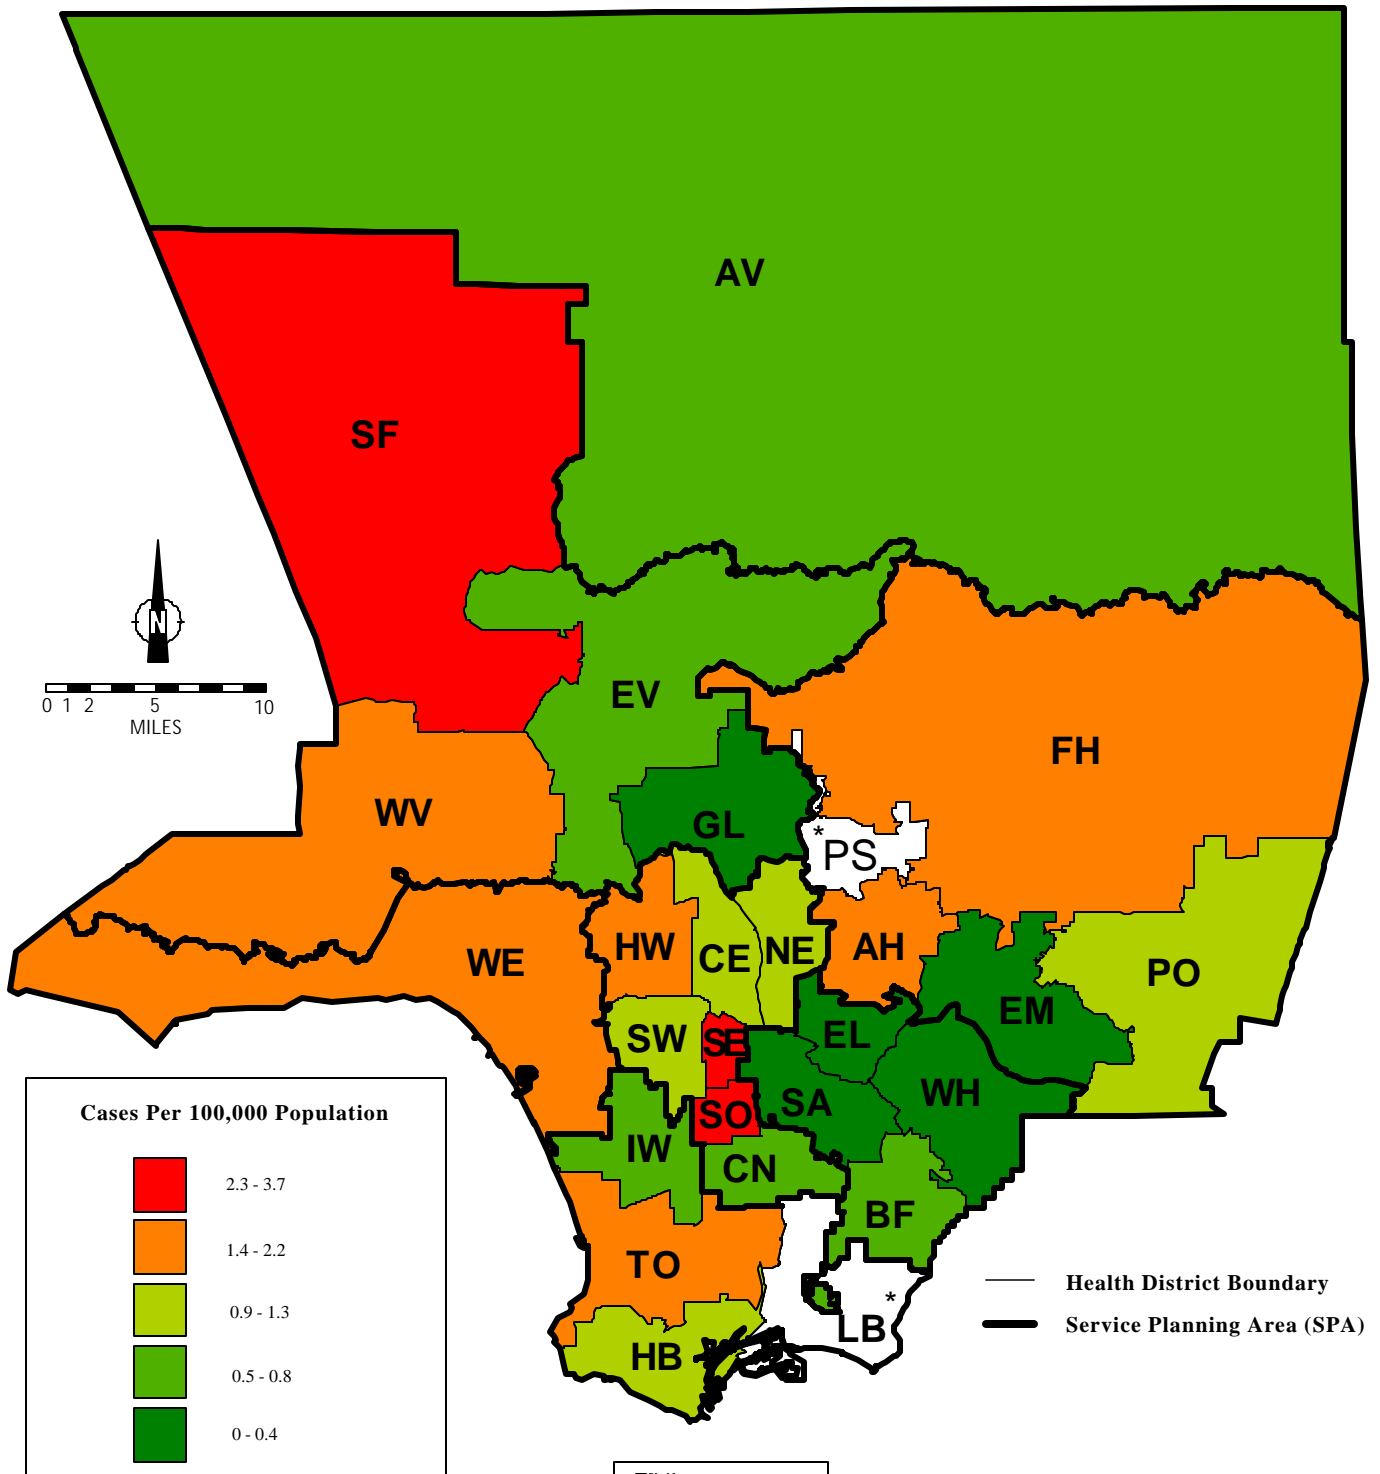 AV
SF
N
0 1 2 5 10
MILES
EV
FH
WV
GL
*
PS
HW
CE
NE
AH
WE
PO
EM
SW
SE
EL
WH
SA
SO
IW
CN
BF
TO
*
LB
HB
Cases Per 100,000 Population
2.3 - 3.7
1.4 - 2.2
0.9 - 1.3
0.5 - 0.8
0 - 0.4
Health District Boundary
Service Planning Area (SPA)